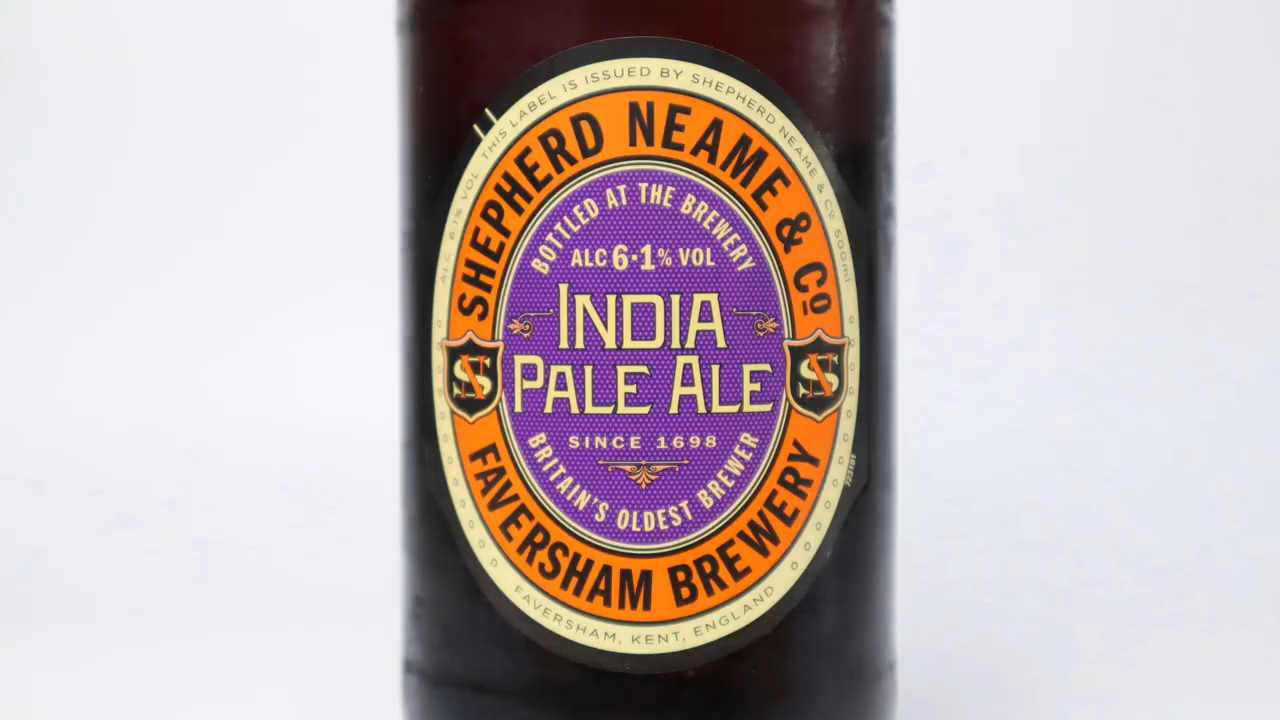 ALC 6·1% VOL THIS LABEL IS ISSUED BY SHEPHERD NEAME & Co 500ml
SHEPHERD NEAME & Co
BOTTLED AT THE BREWERY
ALC 6·1% VOL
INDIA
PALE ALE
SINCE 1698
BRITAIN'S OLDEST BREWER
FAVERSHAM BREWERY
FAVERSHAM, KENT, ENGLAND